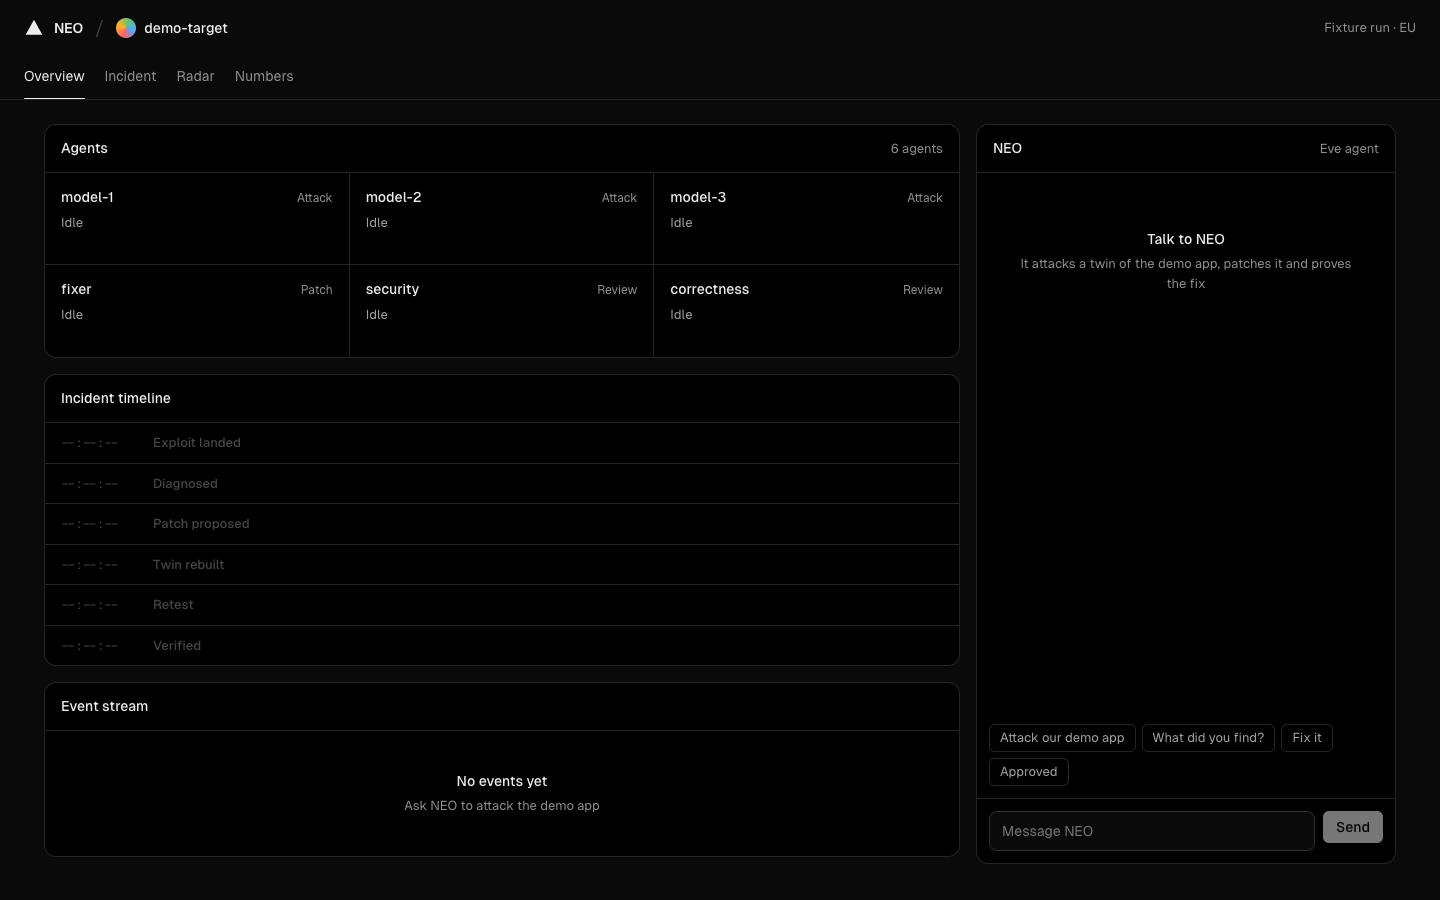 NEO / demo-target
Fixture run · EU
Overview Incident Radar Numbers
Agents 6 agents
model-1 Attack
Idle
model-2 Attack
Idle
model-3 Attack
Idle
fixer Patch
Idle
security Review
Idle
correctness Review
Idle
Incident timeline
--:--:-- Exploit landed
--:--:-- Diagnosed
--:--:-- Patch proposed
--:--:-- Twin rebuilt
--:--:-- Retest
--:--:-- Verified
Event stream
No events yet
Ask NEO to attack the demo app
NEO Eve agent
Talk to NEO
It attacks a twin of the demo app, patches it and proves
the fix
Attack our demo app What did you find? Fix it
Approved
Message NEO Send